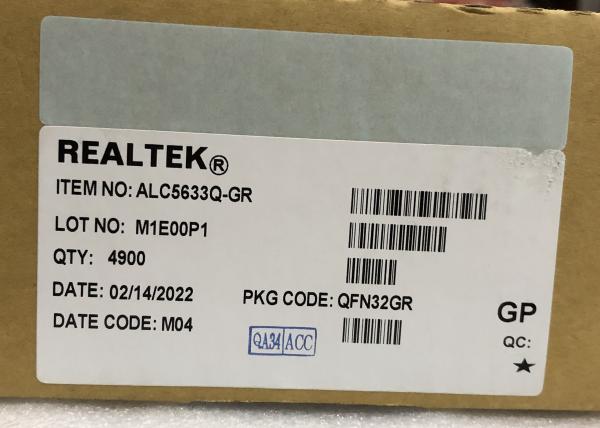 REALTEK®
ITEM NO: ALC5633Q-GR
LOT NO: M1E00P1
QTY: 4900
DATE: 02/14/2022 PKG CODE: QFN32GR
GP
DATE CODE: M04
QA34 ACC
QC:
★